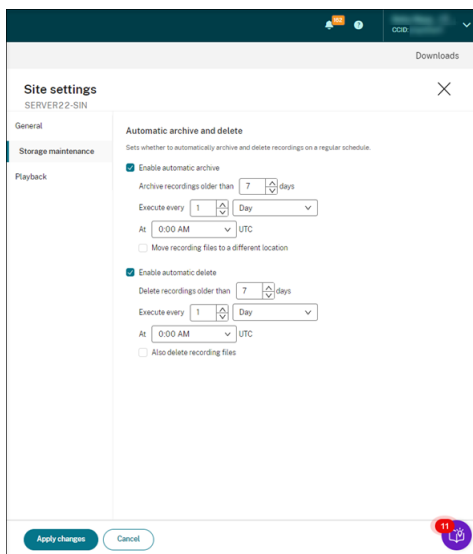 102
?
CCID:
Downloads
Site settings
SERVER22-SIN
General
Storage maintenance
Playback
Automatic archive and delete
Sets whether to automatically archive and delete recordings on a regular schedule.
Enable automatic archive
Archive recordings older than 7 days
Execute every 1 Day
At 0:00 AM UTC
Move recording files to a different location
Enable automatic delete
Delete recordings older than 7 days
Execute every 1 Day
At 0:00 AM UTC
Also delete recording files
Apply changes Cancel
11